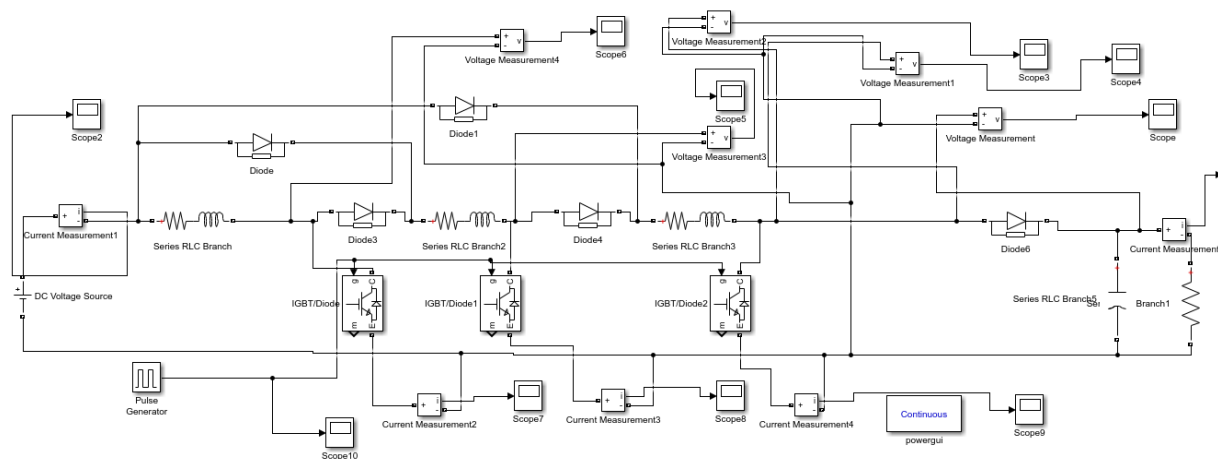 Voltage Measurement4
Scope6
Voltage Measurement2
Scope3
Voltage Measurement1
Scope4
Scope2
Diode1
Scope5
Voltage Measurement3
Voltage Measurement
Scope
Diode
Current Measurement1
Series RLC Branch
Diode3
Series RLC Branch2
Diode4
Series RLC Branch3
Diode6
Current Measurement
DC Voltage Source
IGBT/Diode
g C
m E
IGBT/Diode1
g C
m E
IGBT/Diode2
g C
m E
Series RLC Branch5
Branch1
Pulse
Generator
Scope10
Current Measurement2
Scope7
Current Measurement3
Scope8
Current Measurement4
Continuous
powergui
Scope9